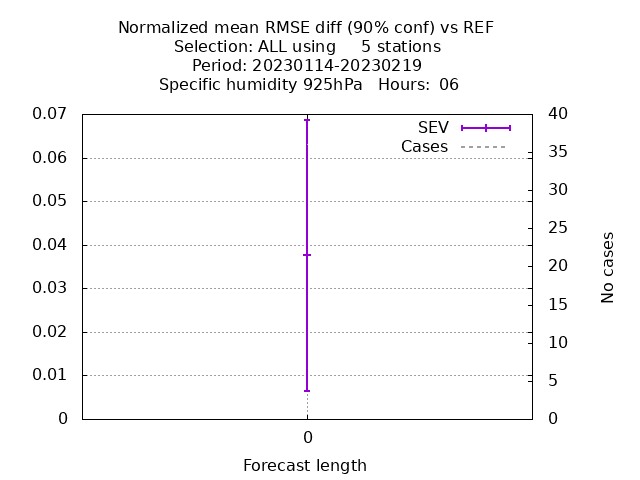 Normalized mean RMSE diff (90% conf) vs REF
Selection: ALL using     5 stations
Period: 20230114-20230219
Specific humidity 925hPa   Hours:  06
SEV
Cases
0.07
0.06
0.05
0.04
0.03
0.02
0.01
0
40
35
30
25
20
15
10
5
0
No cases
0
Forecast length